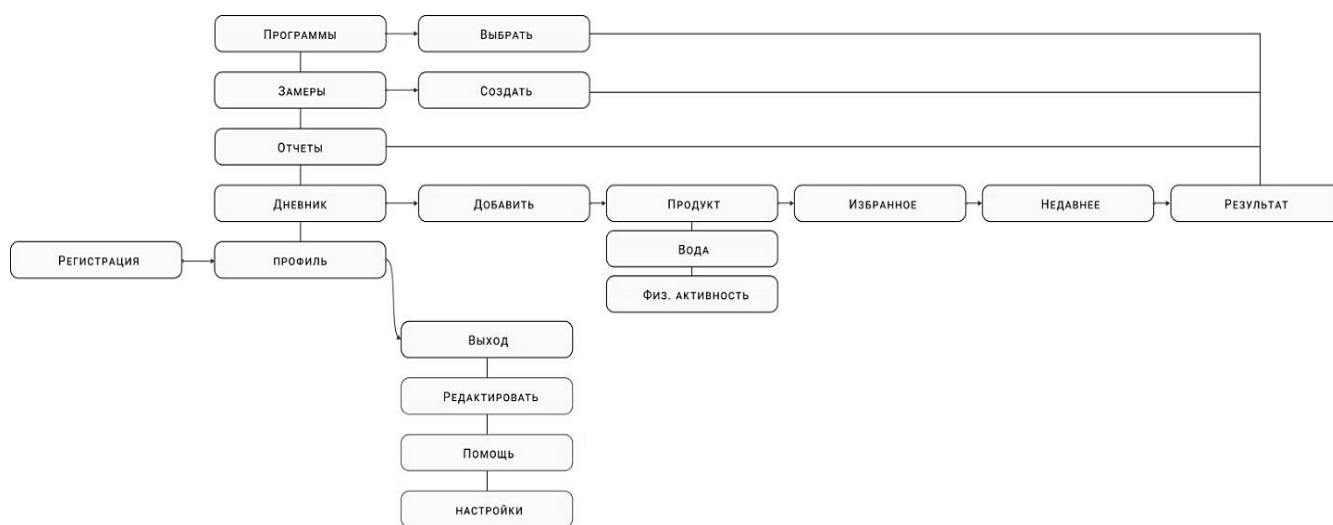 Программы
Выбрать
Замеры
Создать
Отчеты
Дневник
Добавить
Продукт
Избранное
Недавнее
Результат
Регистрация
профиль
Вода
Физ. активность
Выход
Редактировать
Помощь
настройки